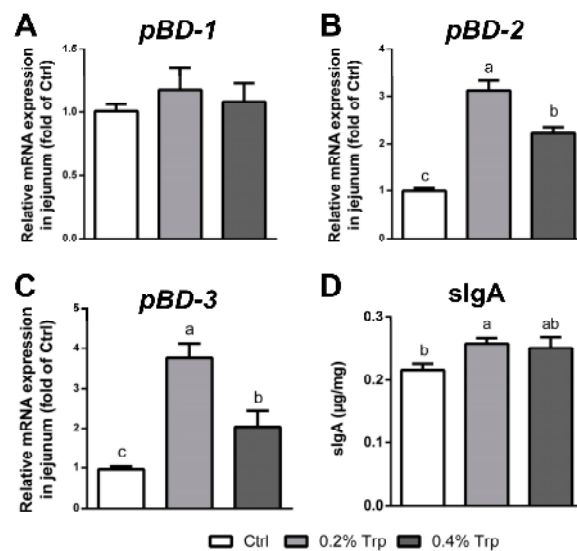 A
pBD-1
Relative mRNA expression
in jejunum (fold of Ctrl)
1.5
1.0
0.5
0.0
B
pBD-2
Relative mRNA expression
in jejunum (fold of Ctrl)
4
3
2
1
0
c
a
b
C
pBD-3
Relative mRNA expression
in jejunum (fold of Ctrl)
5
4
3
2
1
0
c
a
b
D
sIgA
sIgA (µg/mg)
0.3
0.2
0.1
0.0
b
a
ab
Ctrl 0.2% Trp 0.4% Trp